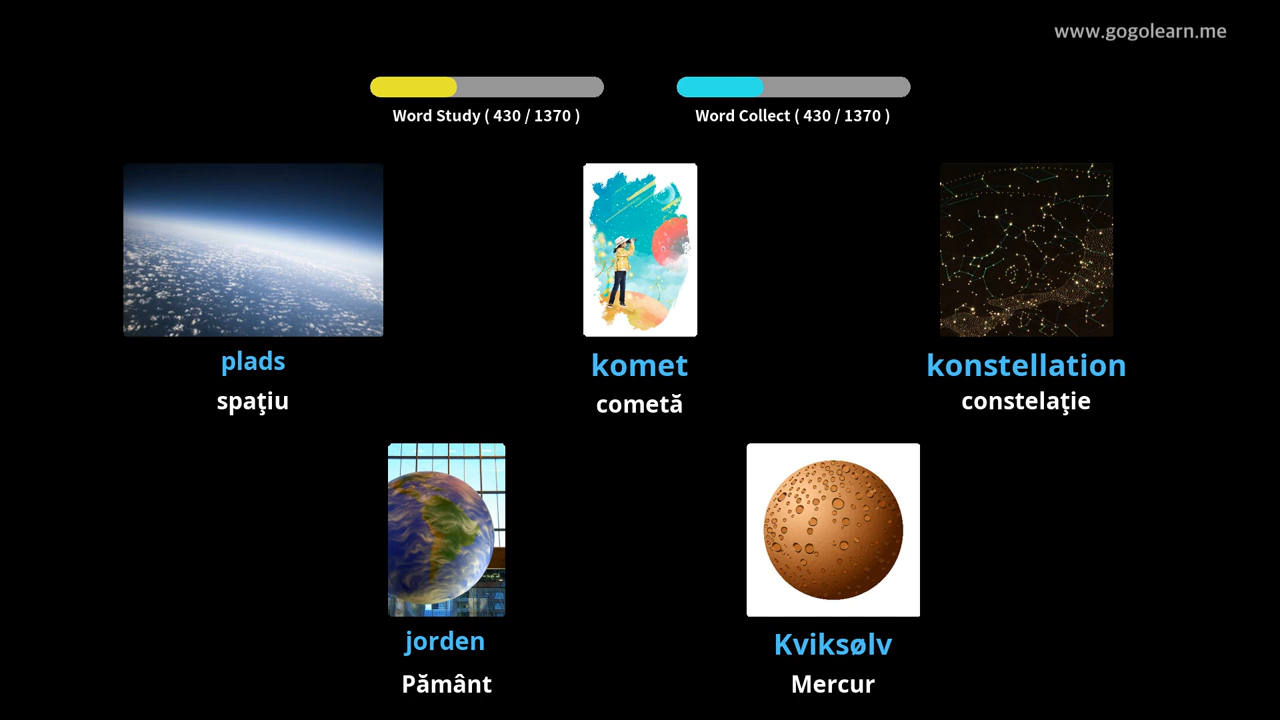 www.gogolearn.me
Word Study ( 430 / 1370 )
Word Collect ( 430 / 1370 )
plads
spaţiu
komet
cometă
konstellation
constelaţie
jorden
Pământ
Kviksølv
Mercur